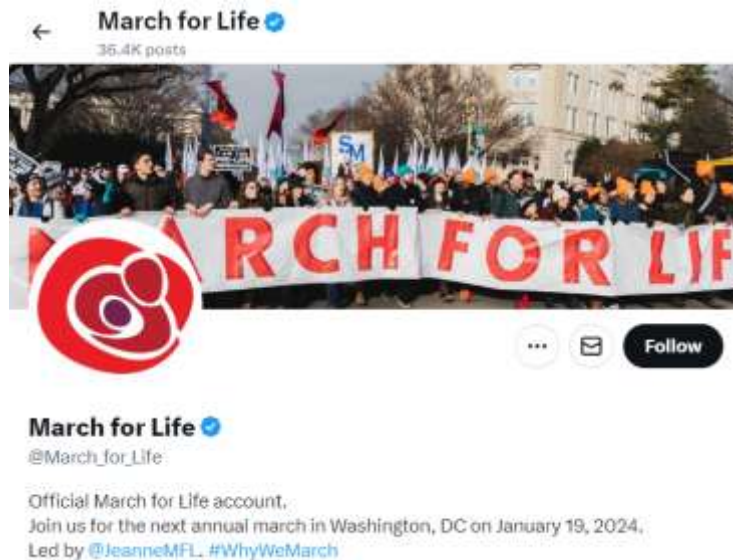 March for Life
36.4K posts
SM
MARCH FOR LIF
Follow
March for Life
@March_for_Life
Official March for Life account.
Join us for the next annual march in Washington, DC on January 19, 2024.
Led by @JeanneMFL. #WhyWeMarch